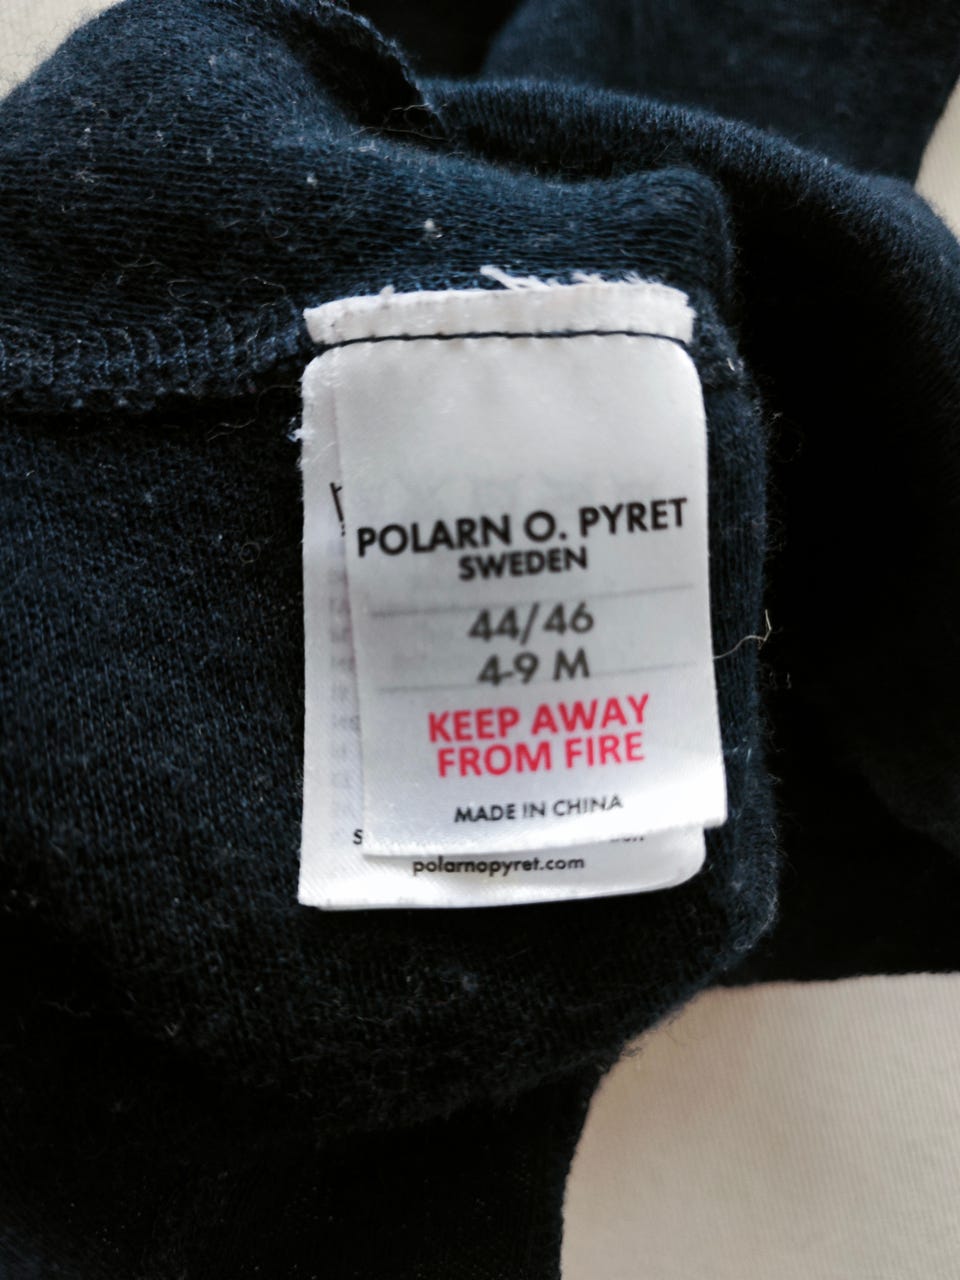 POLARN O. PYRET
SWEDEN
44/46
4-9 M
KEEP AWAY
FROM FIRE
MADE IN CHINA
polarnopyret.com